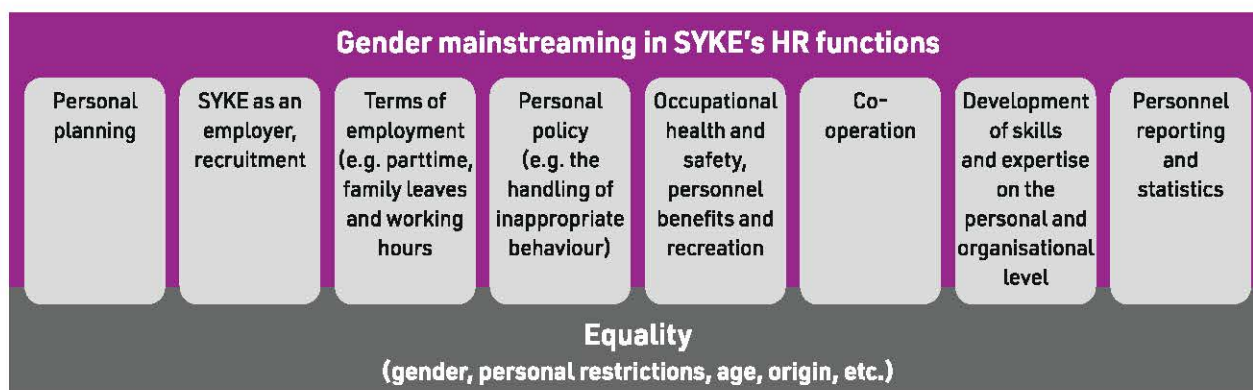 Gender mainstreaming in SYKE's HR functions
Personal
planning
SYKE as an
employer,
recruitment
Terms of
employment
(e.g. parttime,
family leaves
and working
hours
Personal
policy
(e.g. the
handling of
inappropriate
behaviour)
Occupational
health and
safety,
personnel
benefits and
recreation
Co-
operation
Development
of skills
and expertise
on the
personal and
organisational
level
Personnel
reporting
and
statistics
Equality
(gender, personal restrictions, age, origin, etc.)